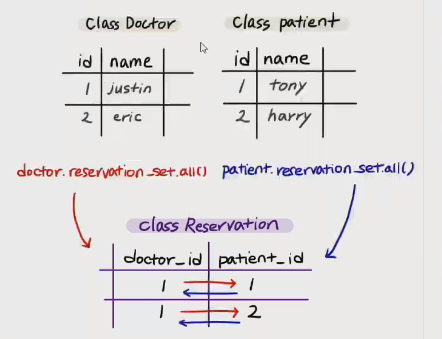 Class Doctor
id name
1 justin
2 eric
Class patient
id name
1 tony
2 harry
doctor.reservation_set.all()
patient.reservation_set.all()
class Reservation
doctor_id patient_id
1 1
1 2